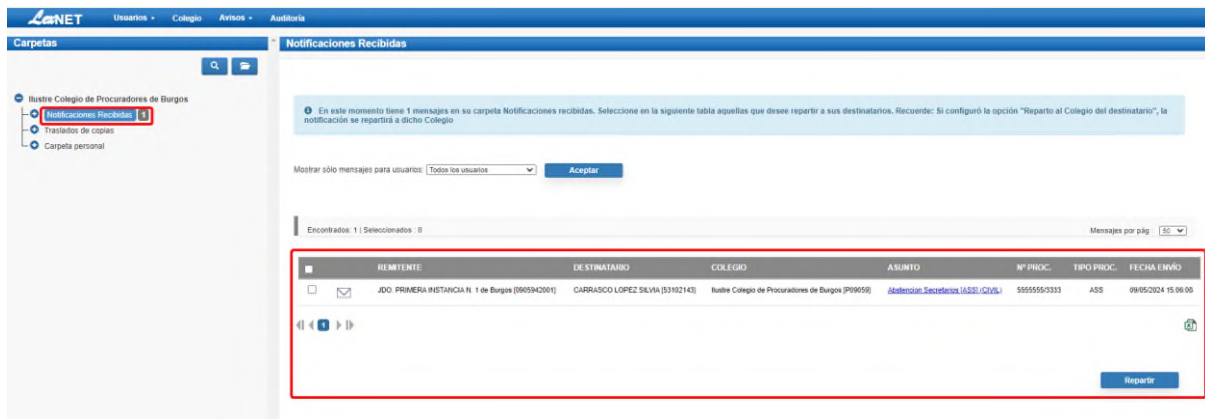 LexNET Usuarios Colegio Avisos Auditoría
Carpetas
Notificaciones Recibidas
Ilustre Colegio de Procuradores de Burgos
Notificaciones Recibidas 1
Traslados de copias
Carpeta personal
En este momento tiene 1 mensajes en su carpeta Notificaciones recibidas. Seleccione en la siguiente tabla aquellas que desee repartir a sus destinatarios. Recuerde: Si configuró la opción "Reparto al Colegio del destinatario", la
notificación se repartirá a dicho Colegio
Mostrar sólo mensajes para usuarios: Todos los usuarios Aceptar
Encontrados: 1 | Seleccionados : 0 Mensajes por pág 50
REMITENTE DESTINATARIO COLEGIO ASUNTO Nº PROC. TIPO PROC. FECHA ENVÍO
JDO. PRIMERA INSTANCIA N. 1 de Burgos [0905942001] CARRASCO LOPEZ SILVIA [53102143] Ilustre Colegio de Procuradores de Burgos [P09059] Abstencion Secretarios [ASS] (CIVIL) 5555555/3333 ASS 09/05/2024 15:06:08
1
Repartir